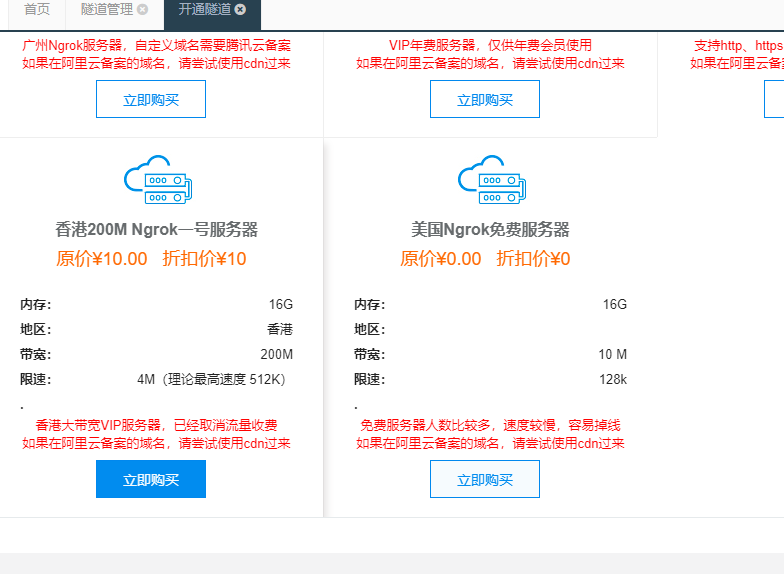 首页 隧道管理 开通隧道
广州Ngrok服务器，自定义域名需要腾讯云备案
如果在阿里云备案的域名，请尝试使用cdn过来
立即购买
VIP年费服务器，仅供年费会员使用
如果在阿里云备案的域名，请尝试使用cdn过来
立即购买
支持http、https
如果在阿里云备
香港200M Ngrok一号服务器
原价¥10.00 折扣价¥10
内存： 16G
地区： 香港
带宽： 200M
限速： 4M（理论最高速度 512K）
.
香港大带宽VIP服务器，已经取消流量收费
如果在阿里云备案的域名，请尝试使用cdn过来
立即购买
美国Ngrok免费服务器
原价¥0.00 折扣价¥0
内存： 16G
地区：
带宽： 10 M
限速： 128k
.
免费服务器人数比较多，速度较慢，容易掉线
如果在阿里云备案的域名，请尝试使用cdn过来
立即购买